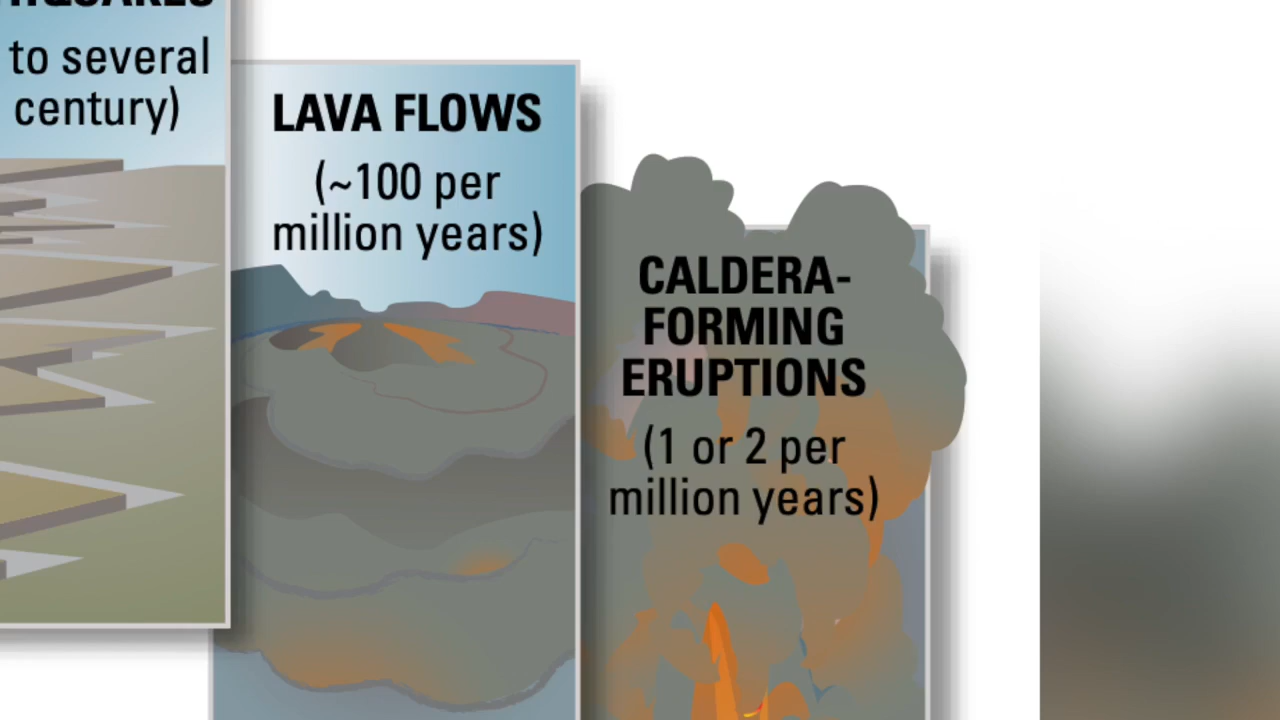 to several
century)
LAVA FLOWS
(~100 per
million years)
CALDERA-
FORMING
ERUPTIONS
(1 or 2 per
million years)